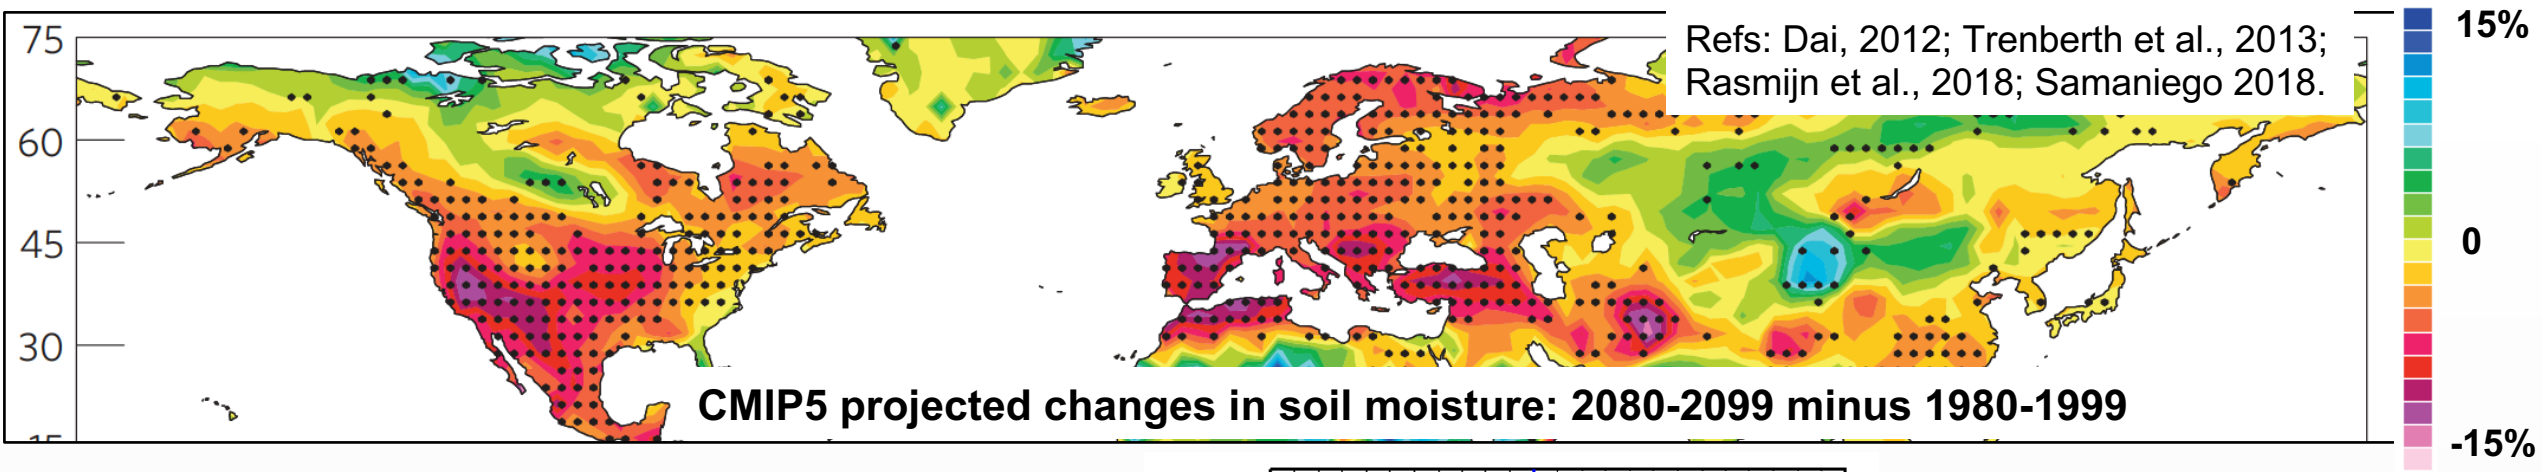 75
60
45
30
15
Refs: Dai, 2012; Trenberth et al., 2013;
Rasmijn et al., 2018; Samaniego 2018.
CMIP5 projected changes in soil moisture: 2080-2099 minus 1980-1999
15%
0
-15%